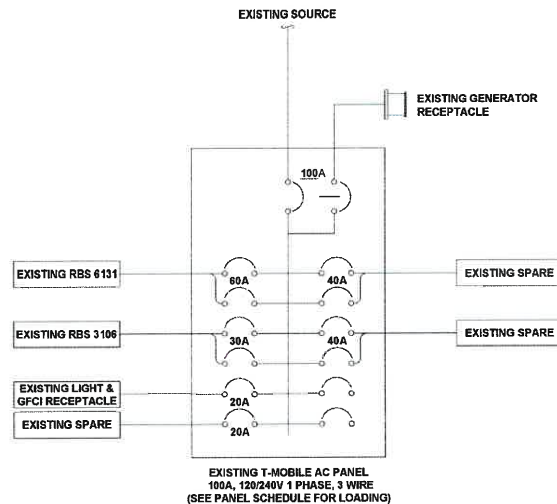 EXISTING SOURCE
EXISTING GENERATOR
RECEPTACLE
100A
EXISTING RBS 6131
60A
40A
EXISTING SPARE
EXISTING RBS 3106
30A
40A
EXISTING SPARE
EXISTING LIGHT &
GFCI RECEPTACLE
20A
EXISTING SPARE
20A
EXISTING T-MOBILE AC PANEL
100A, 120/240V 1 PHASE, 3 WIRE
(SEE PANEL SCHEDULE FOR LOADING)